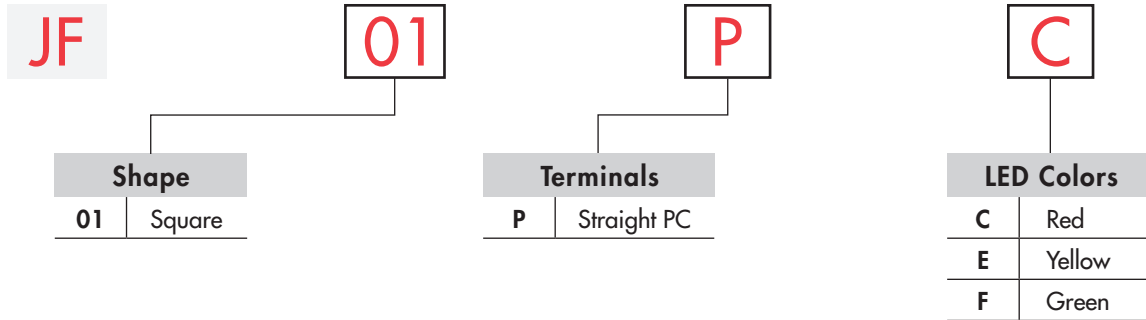 JF 01 P C
Shape Terminals LED Colors
01 Square P Straight PC C Red
E Yellow
F Green